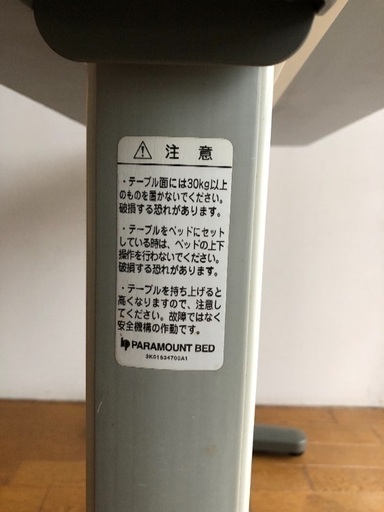 ⚠ 注意
・テーブル面には30kg以上
のものを置かないでください。
破損する恐れがあります。
・テーブルをベッドにセット
している時は、ベッドの上下
操作を行わないでください。
破損する恐れがあります。
・テーブルを持ち上げると
高くなりますので、注意し
てください。故障ではなく
安全機構の作動です。
PARAMOUNT BED